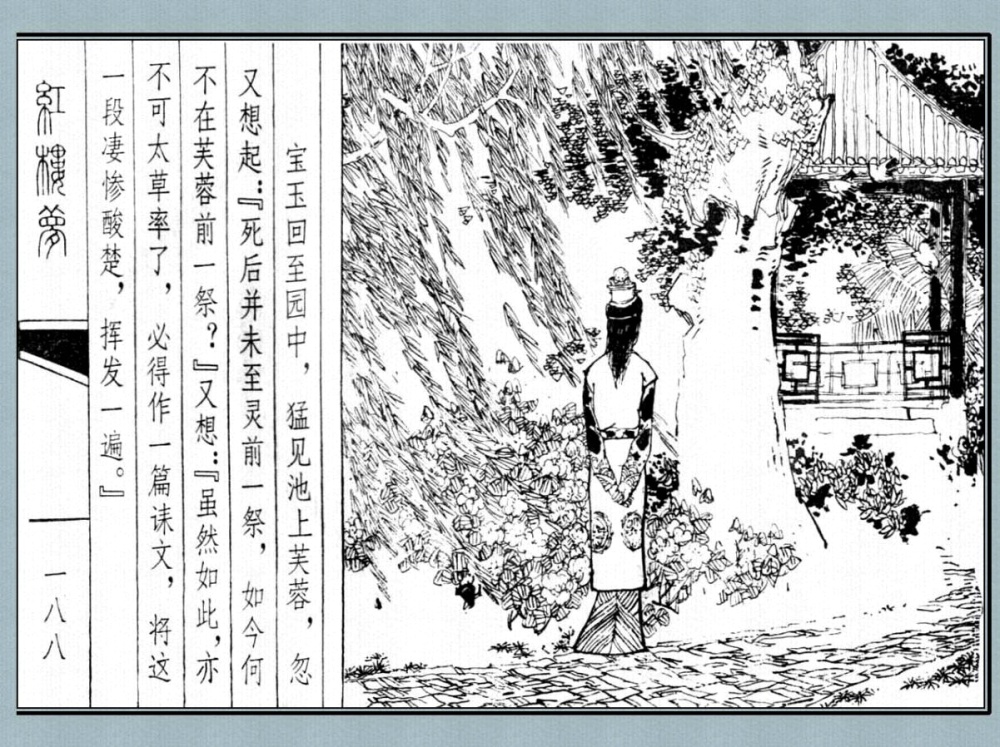 宝玉回至园中，猛见池上芙蓉，忽
又想起：『死后并未至灵前一祭，如今何
不在芙蓉前一祭？』又想：『虽然如此，亦
不可太草率了，必得作一篇诔文，将这
一段凄惨酸楚，挥发一遍。』
紅樓夢
一八八